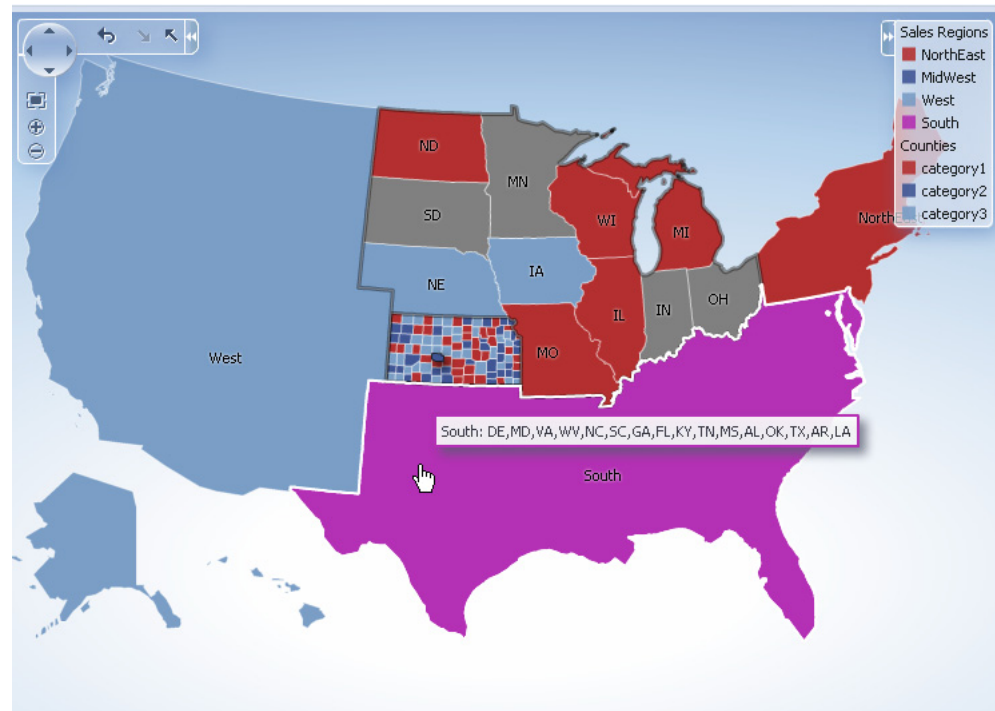 Sales Regions
NorthEast
MidWest
West
South
Counties
category1
category2
category3
ND
MN
SD
WI
MI
NorthEast
NE
IA
IL
IN
OH
MO
West
South: DE,MD,VA,WV,NC,SC,GA,FL,KY,TN,MS,AL,OK,TX,AR,LA
South